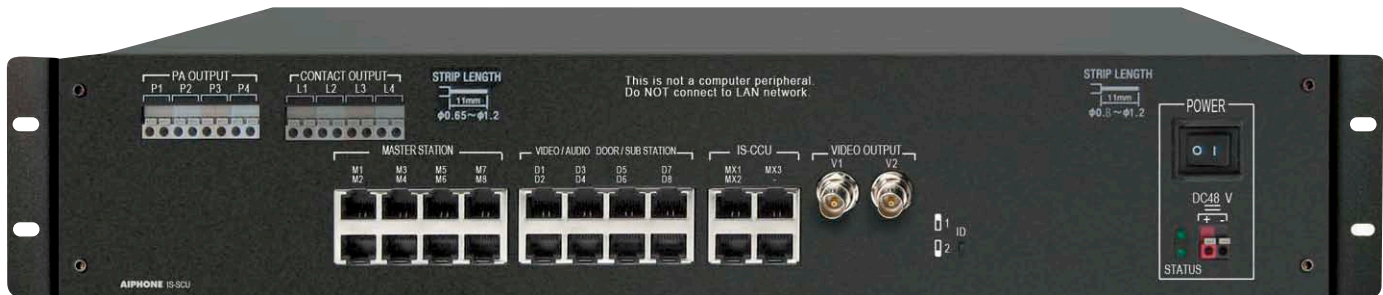 PA OUTPUT
P1 P2 P3 P4
CONTACT OUTPUT
L1 L2 L3 L4
STRIP LENGTH
11mm
φ0.65~φ1.2
This is not a computer peripheral.
Do NOT connect to LAN network.
STRIP LENGTH
11mm
φ0.8~φ1.2
POWER
O I
DC48 V
+ -
STATUS
MASTER STATION
M1 M3 M5 M7
M2 M4 M6 M8
VIDEO / AUDIO DOOR / SUB STATION
D1 D3 D5 D7
D2 D4 D6 D8
IS-CCU
MX1 MX3
MX2 -
VIDEO OUTPUT
V1 V2
1
2
ID
AIPHONE IS-SCU